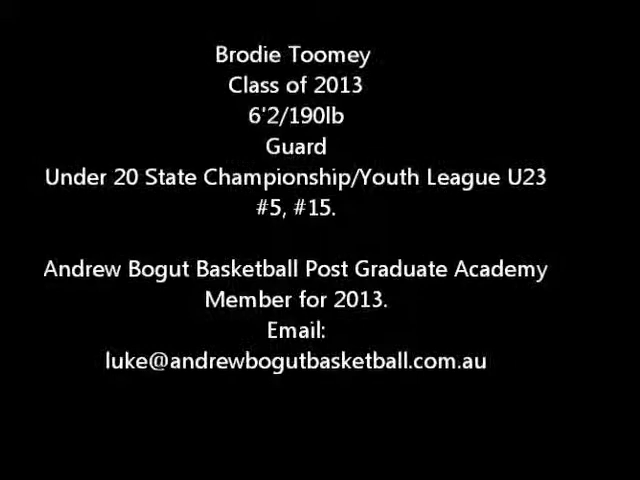 Brodie Toomey
Class of 2013
6'2/190lb
Guard
Under 20 State Championship/Youth League U23
#5, #15.
Andrew Bogut Basketball Post Graduate Academy
Member for 2013.
Email:
luke@andrewbogutbasketball.com.au